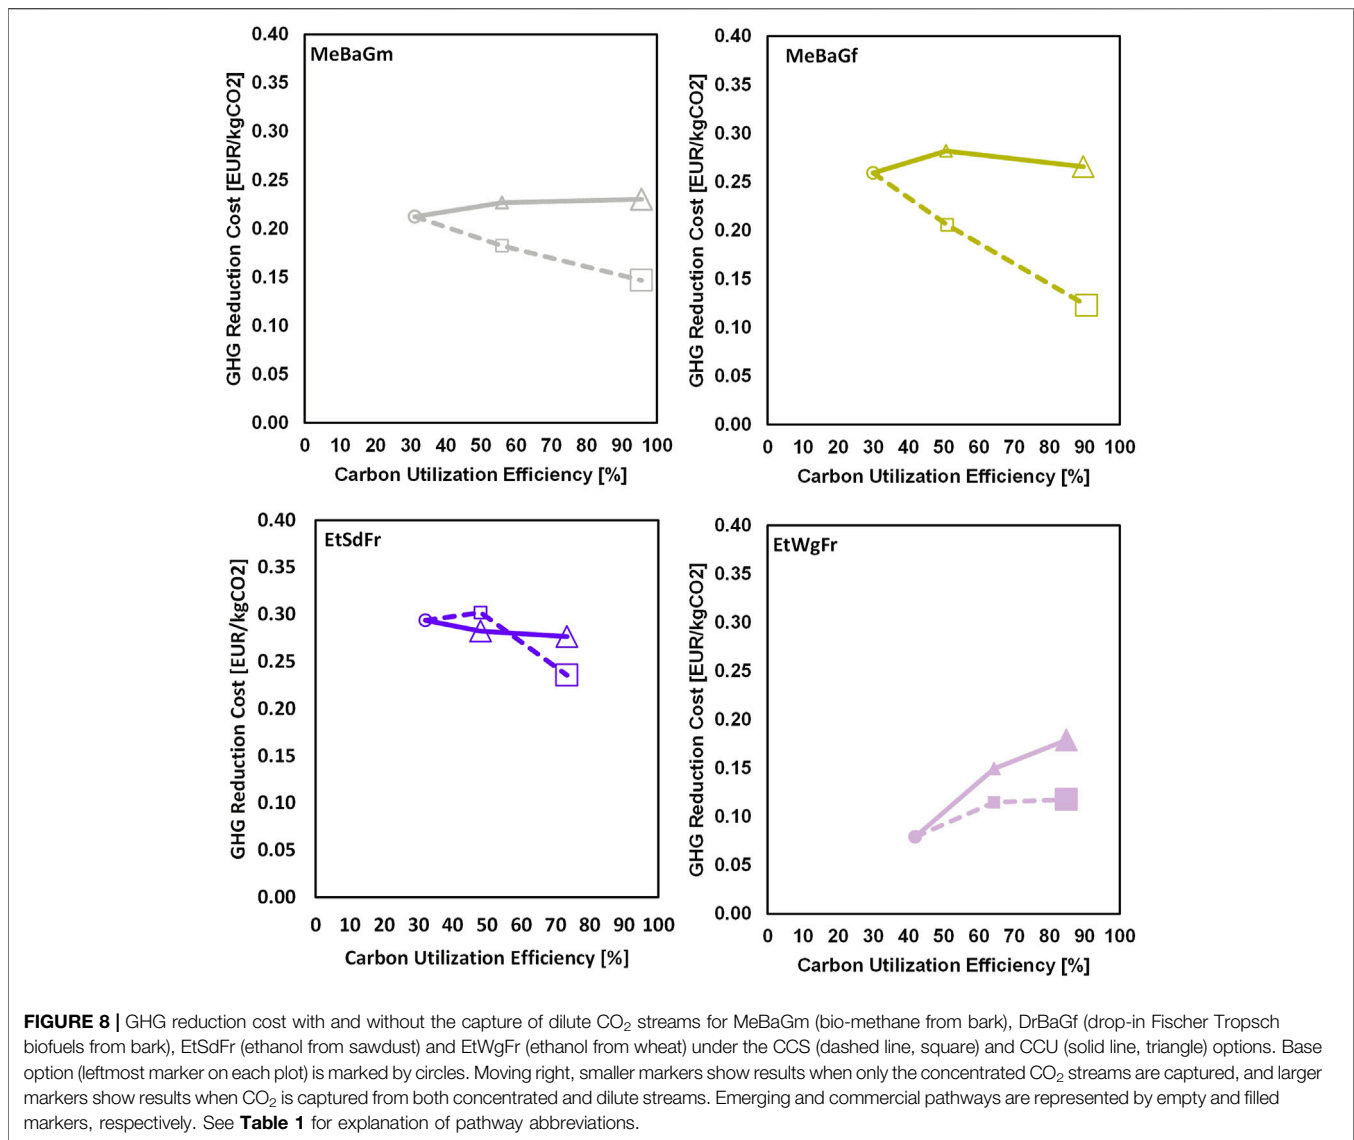 MeBaGm
GHG Reduction Cost [EUR/kgCO2]
0.40
0.35
0.30
0.25
0.20
0.15
0.10
0.05
0.00
0 10 20 30 40 50 60 70 80 90 100
Carbon Utilization Efficiency [%]
MeBaGf
GHG Reduction Cost [EUR/kgCO2]
0.40
0.35
0.30
0.25
0.20
0.15
0.10
0.05
0.00
0 10 20 30 40 50 60 70 80 90 100
Carbon Utilization Efficiency [%]
EtSdFr
GHG Reduction Cost [EUR/kgCO2]
0.40
0.35
0.30
0.25
0.20
0.15
0.10
0.05
0.00
0 10 20 30 40 50 60 70 80 90 100
Carbon Utilization Efficiency [%]
EtWgFr
GHG Reduction Cost [EUR/kgCO2]
0.40
0.35
0.30
0.25
0.20
0.15
0.10
0.05
0.00
0 10 20 30 40 50 60 70 80 90 100
Carbon Utilization Efficiency [%]
FIGURE 8 | GHG reduction cost with and without the capture of dilute CO₂ streams for MeBaGm (bio-methane from bark), DrBaGf (drop-in Fischer Tropsch
biofuels from bark), EtSdFr (ethanol from sawdust) and EtWgFr (ethanol from wheat) under the CCS (dashed line, square) and CCU (solid line, triangle) options. Base
option (leftmost marker on each plot) is marked by circles. Moving right, smaller markers show results when only the concentrated CO₂ streams are captured, and larger
markers show results when CO₂ is captured from both concentrated and dilute streams. Emerging and commercial pathways are represented by empty and filled
markers, respectively. See Table 1 for explanation of pathway abbreviations.